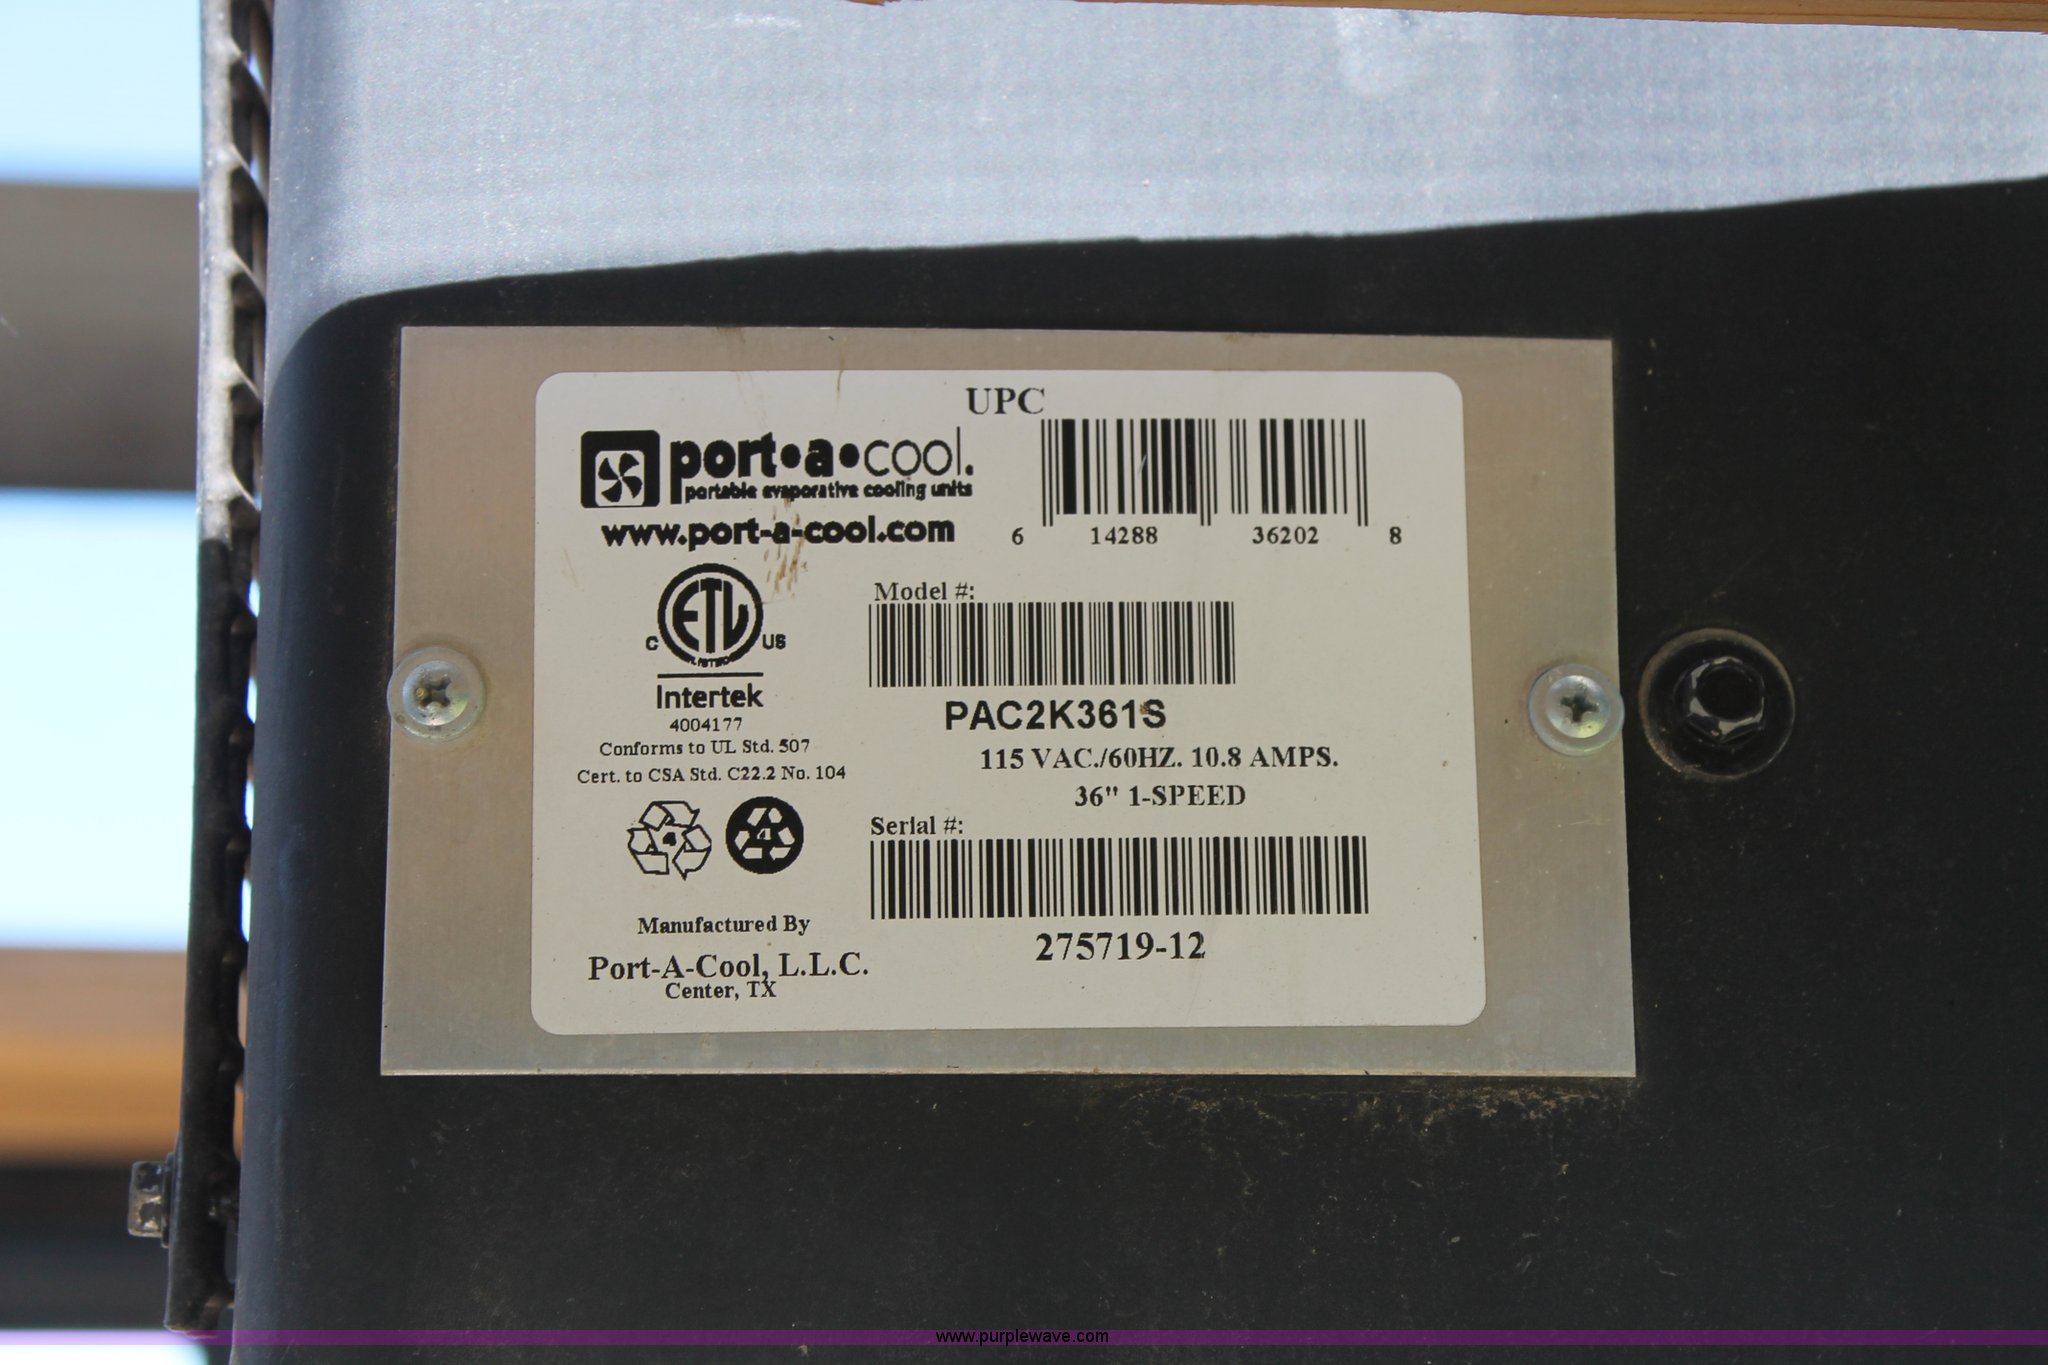 UPC
port•a•cool.
portable evaporative cooling units
www.port-a-cool.com
6 14288 36202 8
C ETL US
LISTED
Intertek
4004177
Conforms to UL Std. 507
Cert. to CSA Std. C22.2 No. 104
4
Manufactured By
Port-A-Cool, L.L.C.
Center, TX
Model #:
PAC2K361S
115 VAC./60HZ. 10.8 AMPS.
36" 1-SPEED
Serial #:
275719-12
www.purplewave.com